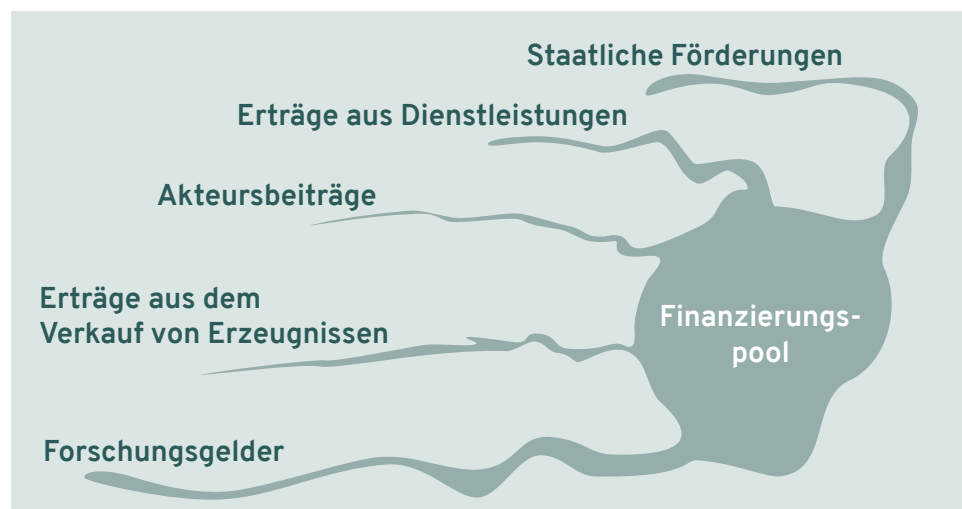 Staatliche Förderungen
Erträge aus Dienstleistungen
Akteursbeiträge
Erträge aus dem
Verkauf von Erzeugnissen
Finanzierungs-
pool
Forschungsgelder